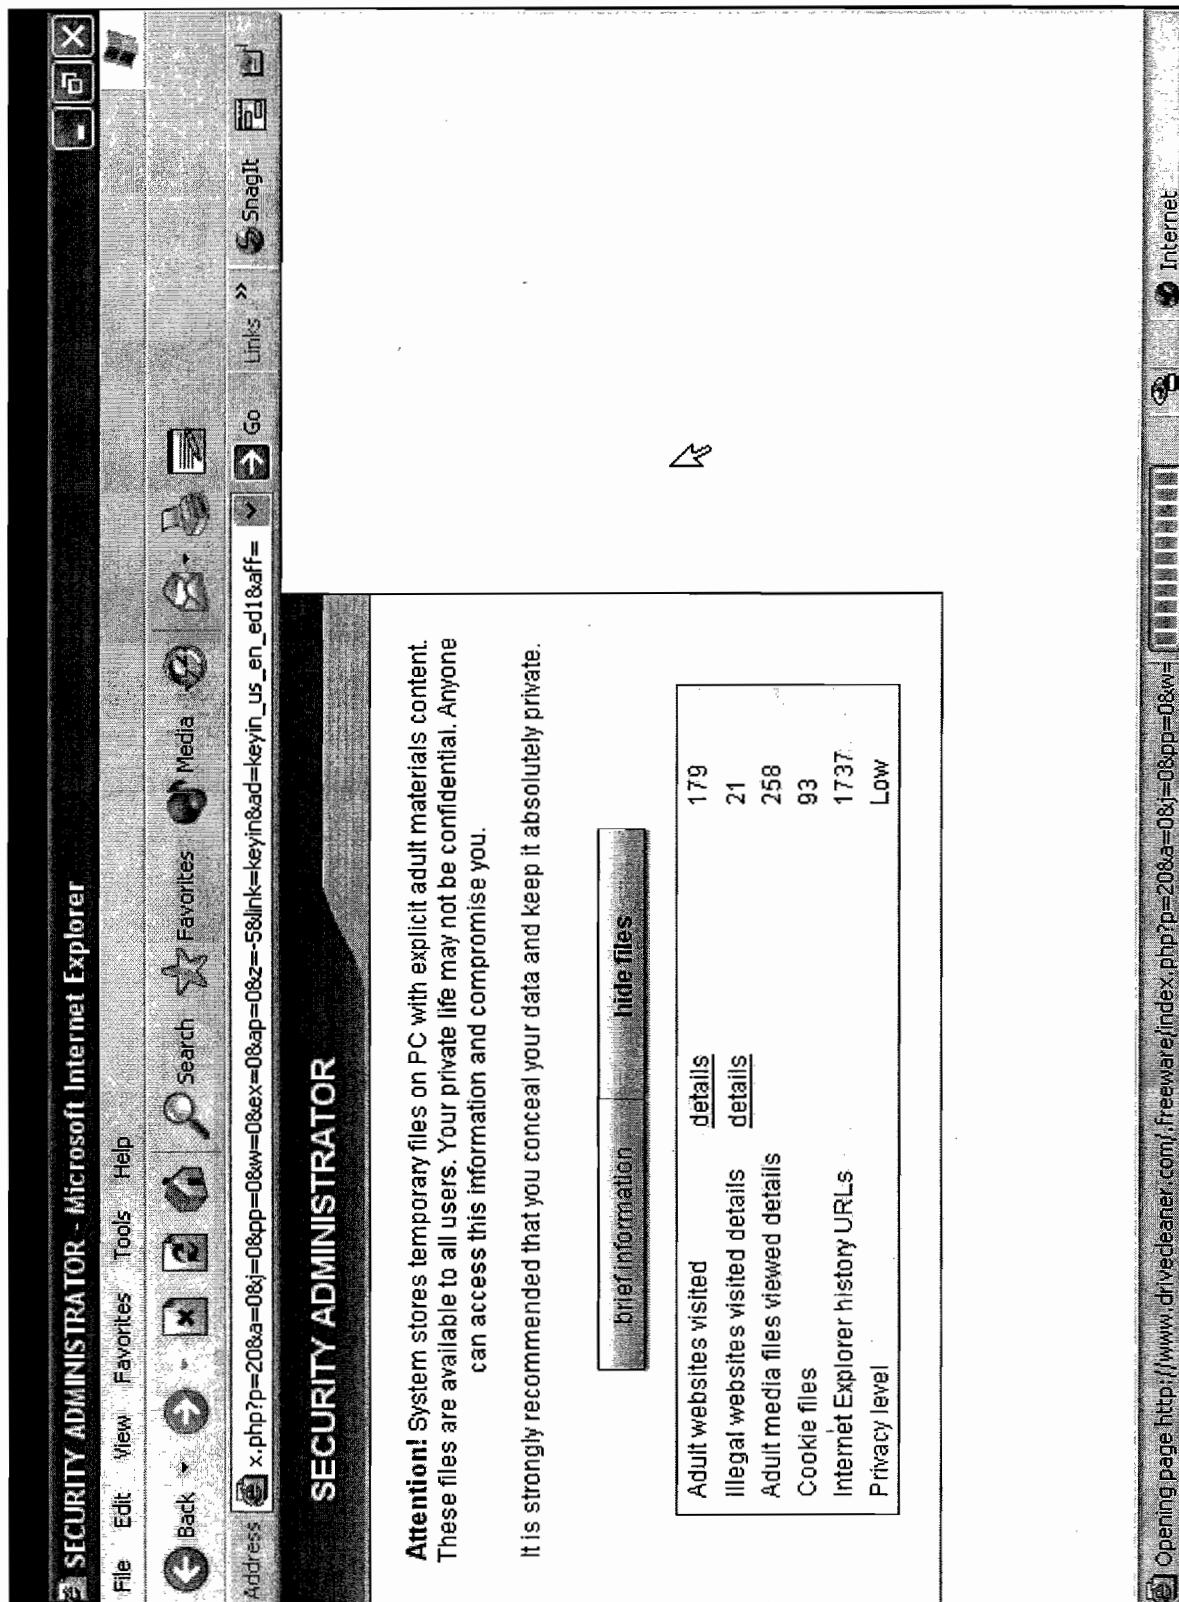 SECURITY ADMINISTRATOR - Microsoft Internet Explorer
File Edit View Favorites Tools Help
Back Search Favorites Media
Address x.php?p=20&a=0&j=0&pp=0&w=0&ex=0&ap=0&z=-5&link=keyin&ad=keyin_us_en_ed1&aff= Go Links » SnagIt
SECURITY ADMINISTRATOR
Attention! System stores temporary files on PC with explicit adult materials content.
These files are available to all users. Your private life may not be confidential. Anyone
can access this information and compromise you.
It is strongly recommended that you conceal your data and keep it absolutely private.
brief information hide files
Adult websites visited details 179
Illegal websites visited details details 21
Adult media files viewed details 258
Cookie files 93
Internet Explorer history URLs 1737
Privacy level Low
Opening page http://www.drivecleaner.com/.freeware/index.php?p=20&a=0&j=0&pp=0&w= Internet